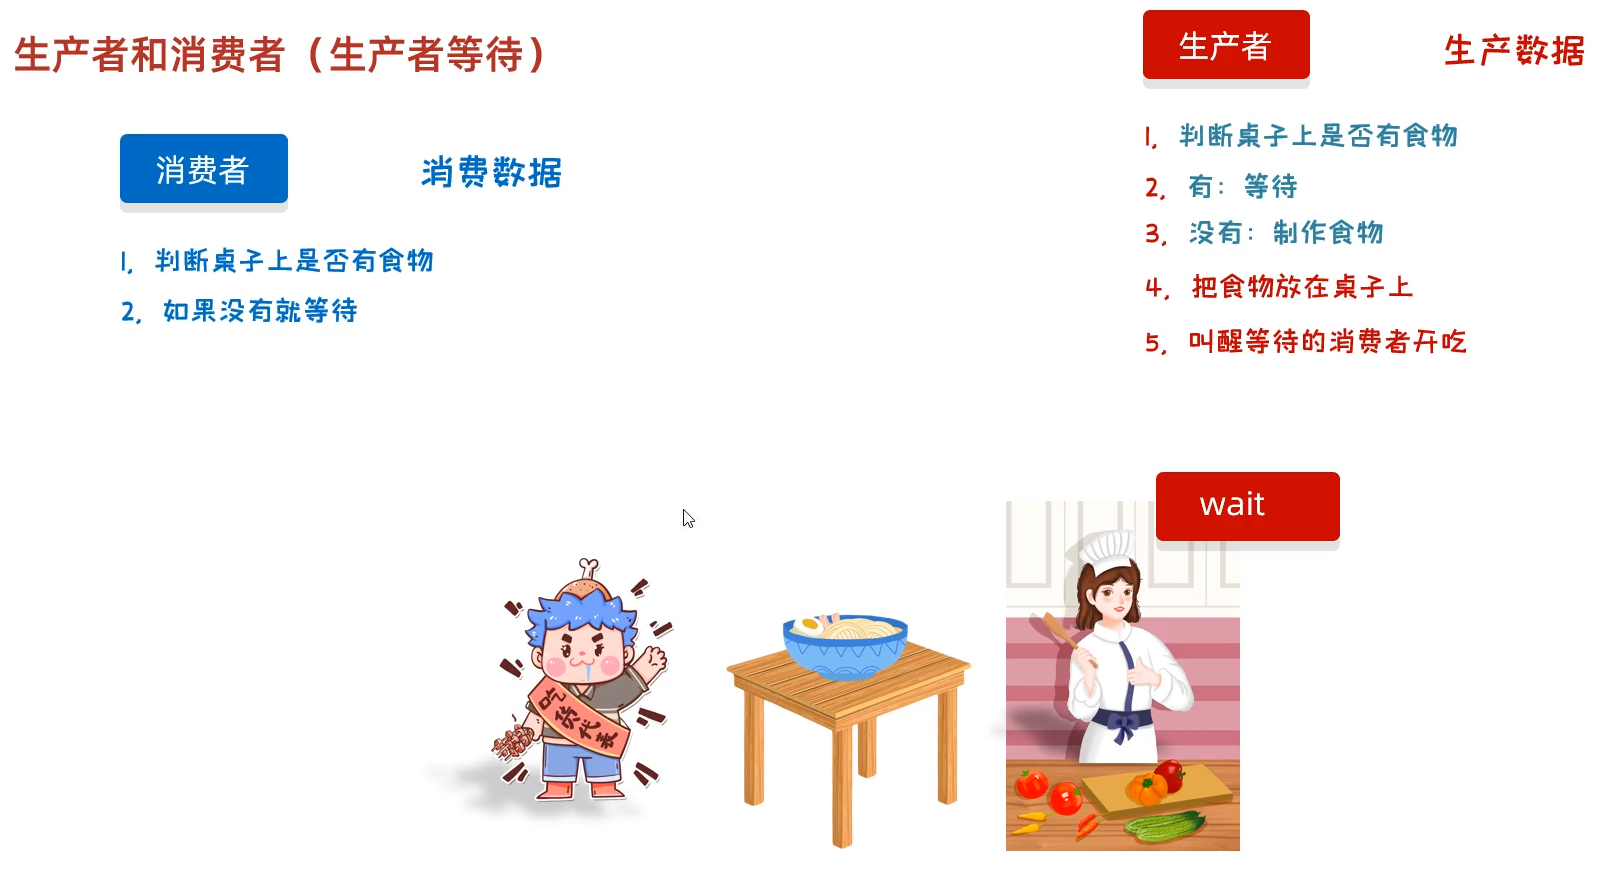 生产者和消费者（生产者等待）
消费者
消费数据
1, 判断桌子上是否有食物
2, 如果没有就等待
生产者
生产数据
1, 判断桌子上是否有食物
2, 有：等待
3, 没有：制作食物
4, 把食物放在桌子上
5, 叫醒等待的消费者开吃
wait
吃货代表